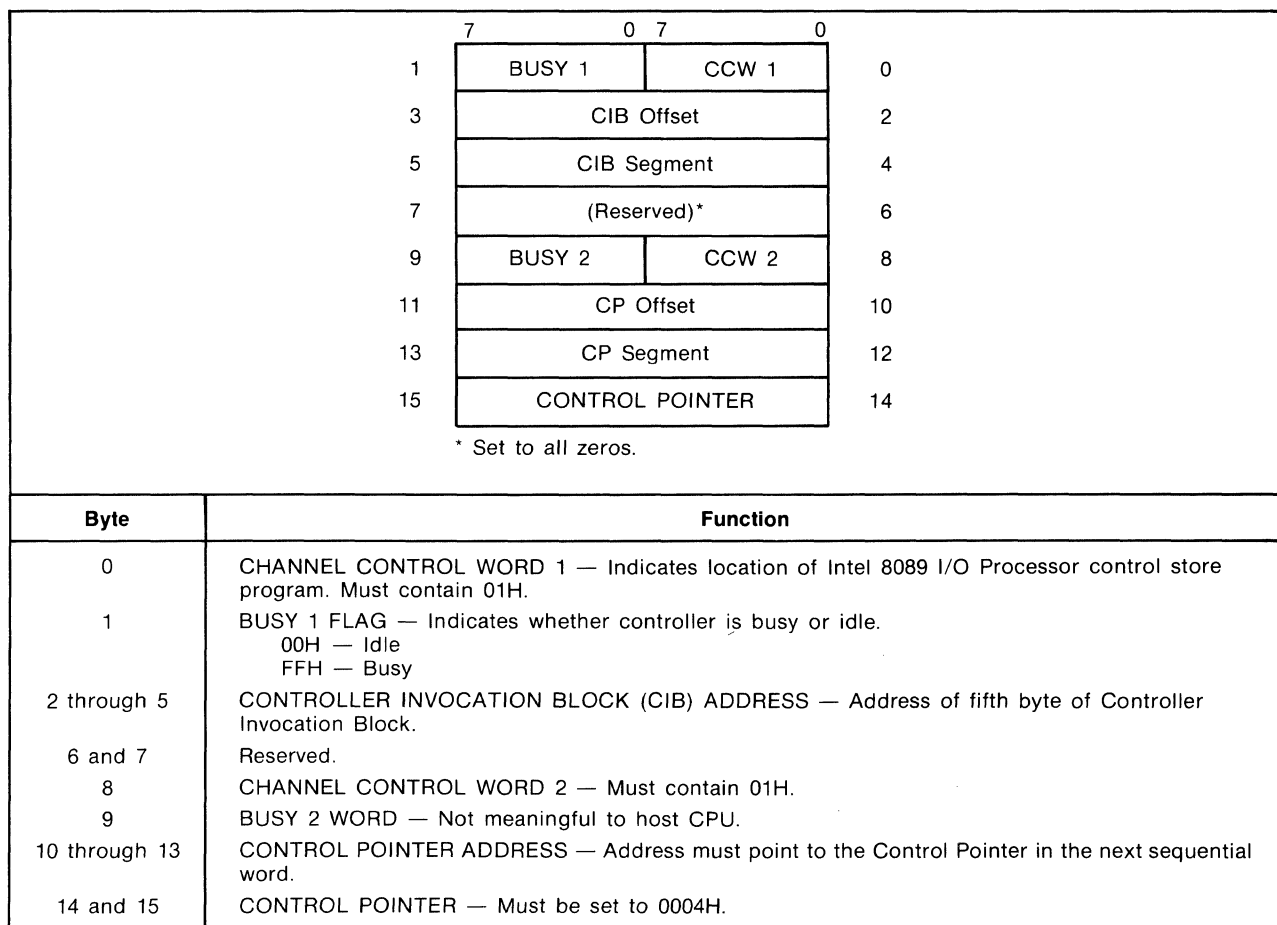 7 0 7 0
1 BUSY 1 CCW 1 0
3 CIB Offset 2
5 CIB Segment 4
7 (Reserved)* 6
9 BUSY 2 CCW 2 8
11 CP Offset 10
13 CP Segment 12
15 CONTROL POINTER 14
* Set to all zeros.
Byte Function
0 CHANNEL CONTROL WORD 1 — Indicates location of Intel 8089 I/O Processor control store
program. Must contain 01H.
1 BUSY 1 FLAG — Indicates whether controller is busy or idle.
00H — Idle
FFH — Busy
2 through 5 CONTROLLER INVOCATION BLOCK (CIB) ADDRESS — Address of fifth byte of Controller
Invocation Block.
6 and 7 Reserved.
8 CHANNEL CONTROL WORD 2 — Must contain 01H.
9 BUSY 2 WORD — Not meaningful to host CPU.
10 through 13 CONTROL POINTER ADDRESS — Address must point to the Control Pointer in the next sequential
word.
14 and 15 CONTROL POINTER — Must be set to 0004H.